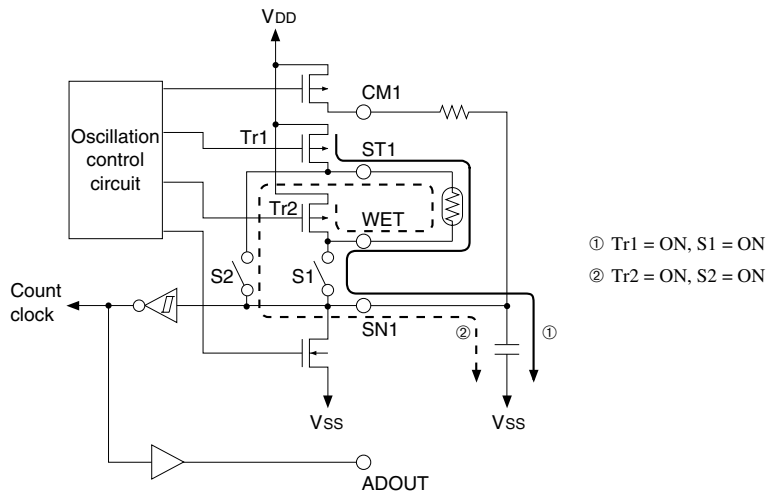 VDD
CM1
Oscillation
control
circuit
Tr1
ST1
Tr2
WET
① Tr1 = ON, S1 = ON
② Tr2 = ON, S2 = ON
S2
S1
Count
clock
SN1
②
①
VSS
VSS
ADOUT